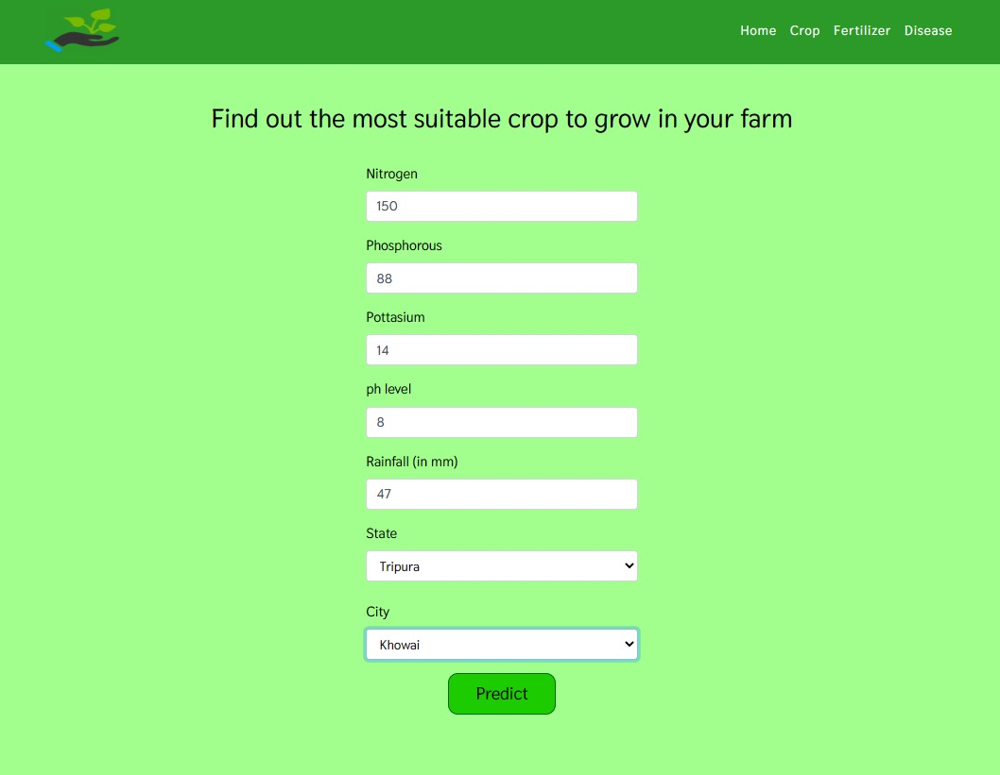 Home Crop Fertilizer Disease
Find out the most suitable crop to grow in your farm
Nitrogen
150
Phosphorous
88
Pottasium
14
ph level
8
Rainfall (in mm)
47
State
Tripura
City
Khowai
Predict